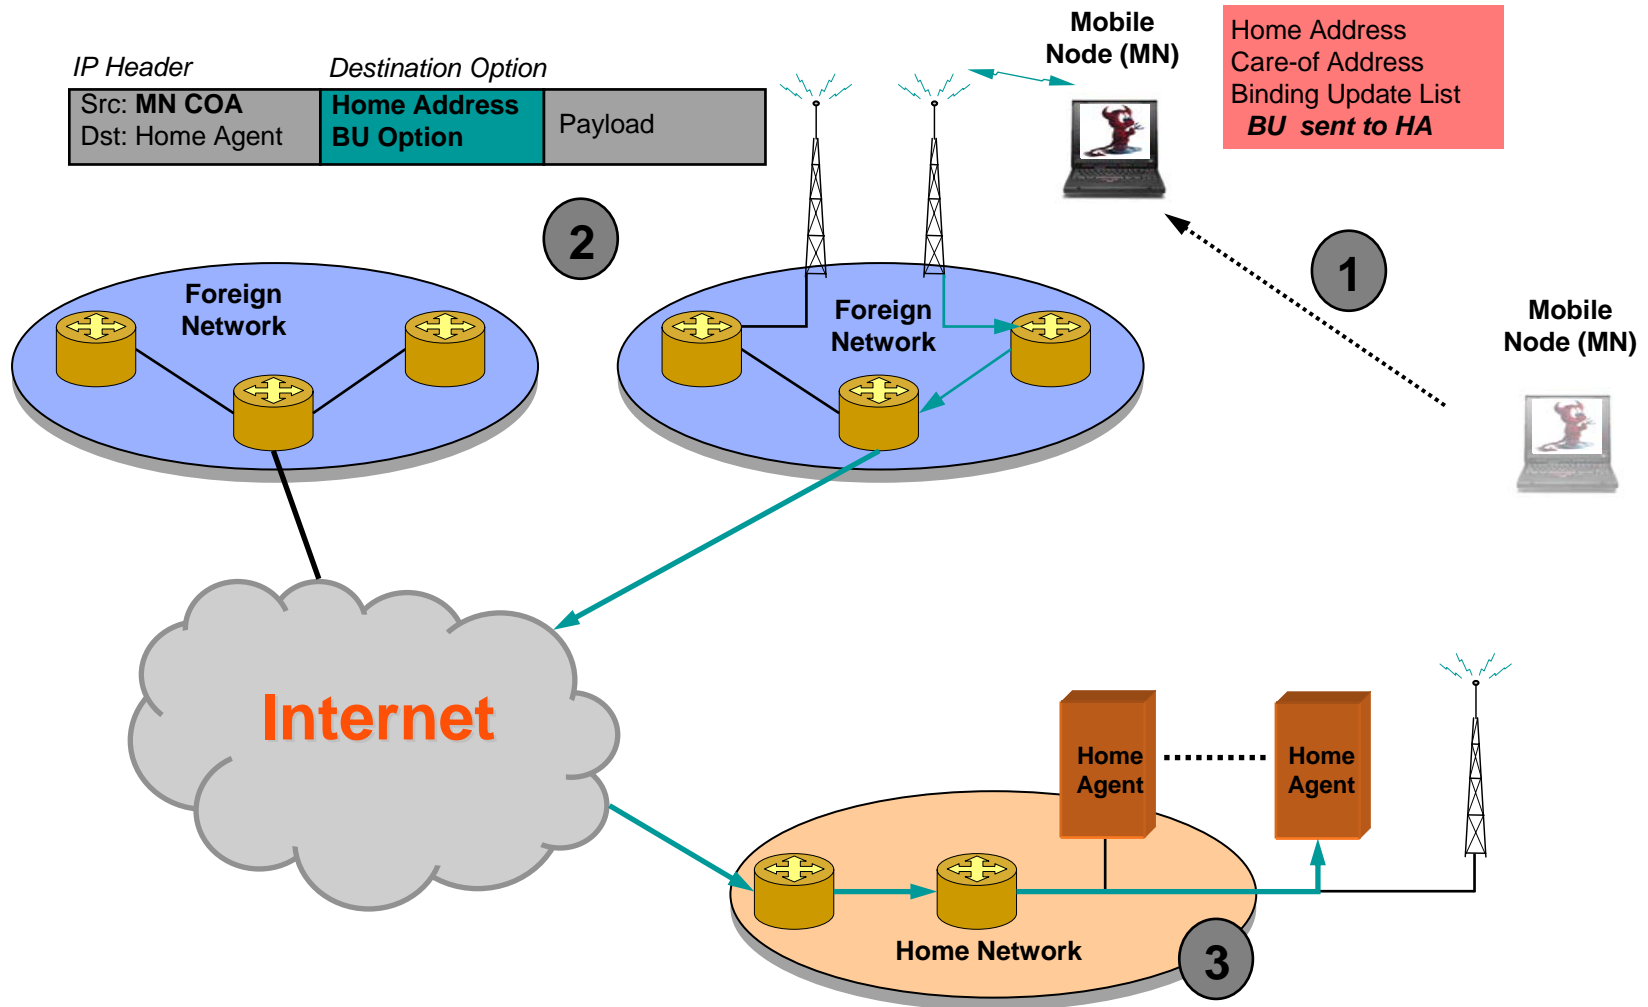 Mobile
Node (MN)
Home Address
Care-of Address
Binding Update List
BU sent to HA
IP Header
Destination Option
Src: MN COA
Dst: Home Agent
Home Address
BU Option
Payload
2
1
Foreign
Network
Foreign
Network
Mobile
Node (MN)
Internet
Home
Agent
Home
Agent
Home Network
3